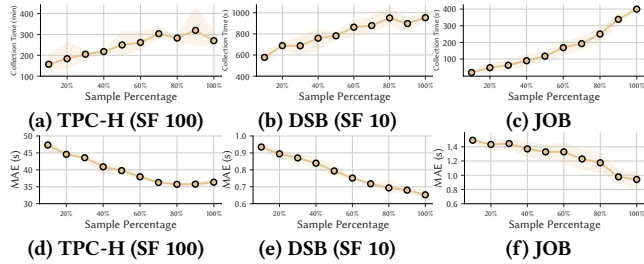 Collection Time (min)
400
300
200
100
20% 40% 60% 80% 100%
Sample Percentage
(a) TPC-H (SF 100)
Collection Time (s)
1000
800
600
400
20% 40% 60% 80% 100%
Sample Percentage
(b) DSB (SF 10)
Collection Time (s)
400
300
200
100
20% 40% 60% 80% 100%
Sample Percentage
(c) JOB
MAE (s)
50
45
40
35
30
20% 40% 60% 80% 100%
Sample Percentage
(d) TPC-H (SF 100)
MAE (s)
1.0
0.9
0.8
0.7
0.6
20% 40% 60% 80% 100%
Sample Percentage
(e) DSB (SF 10)
MAE (s)
1.4
1.2
1.0
0.8
0.6
20% 40% 60% 80% 100%
Sample Percentage
(f) JOB